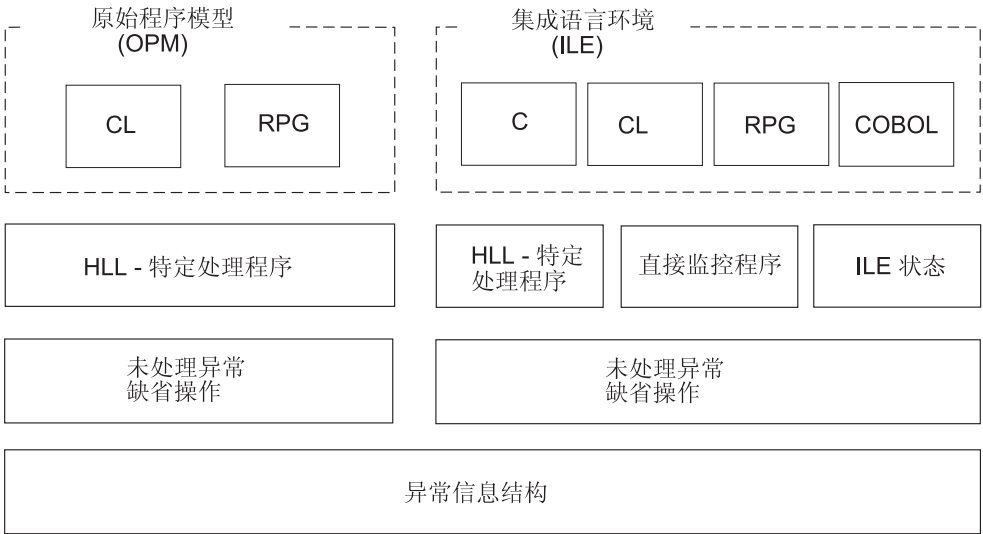 原始程序模型
(OPM)
CL
RPG
集成语言环境
(ILE)
C
CL
RPG
COBOL
HLL - 特定处理程序
HLL - 特定
处理程序
直接监控程序
ILE 状态
未处理异常
缺省操作
未处理异常
缺省操作
异常信息结构